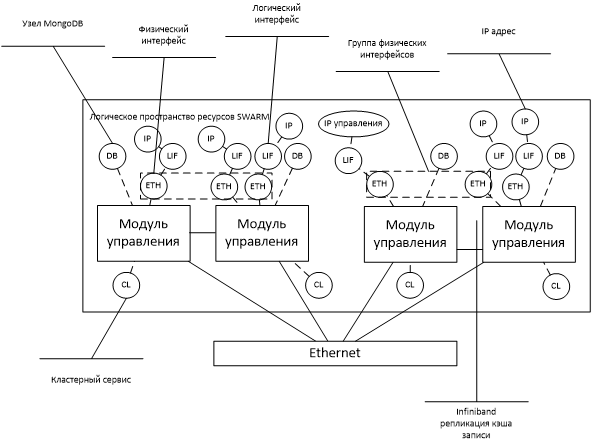 Узел MongoDB
Физический
интерфейс
Логический
интерфейс
Группа физических
интерфейсов
IP адрес
Логическое пространство ресурсов SWARM
IP
IP
IP
IP управления
IP
IP
DB
LIF
LIF
LIF
DB
LIF
DB
LIF
LIF
DB
ETH
ETH
ETH
ETH
ETH
ETH
Модуль
управления
Модуль
управления
Модуль
управления
Модуль
управления
CL
CL
CL
CL
Ethernet
Кластерный сервис
Infiniband
репликация кэша
записи